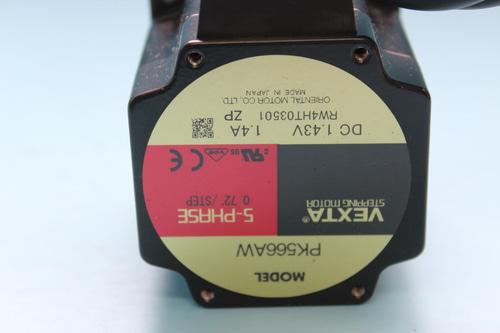 MODEL
PK566AW
VEXTA®
STEPPING MOTOR
5-PHASE
0.72°/STEP
DC 1.43V 1.4A
RW4HT03501 ZP
ORIENTAL MOTOR CO.,LTD.
MADE IN JAPAN